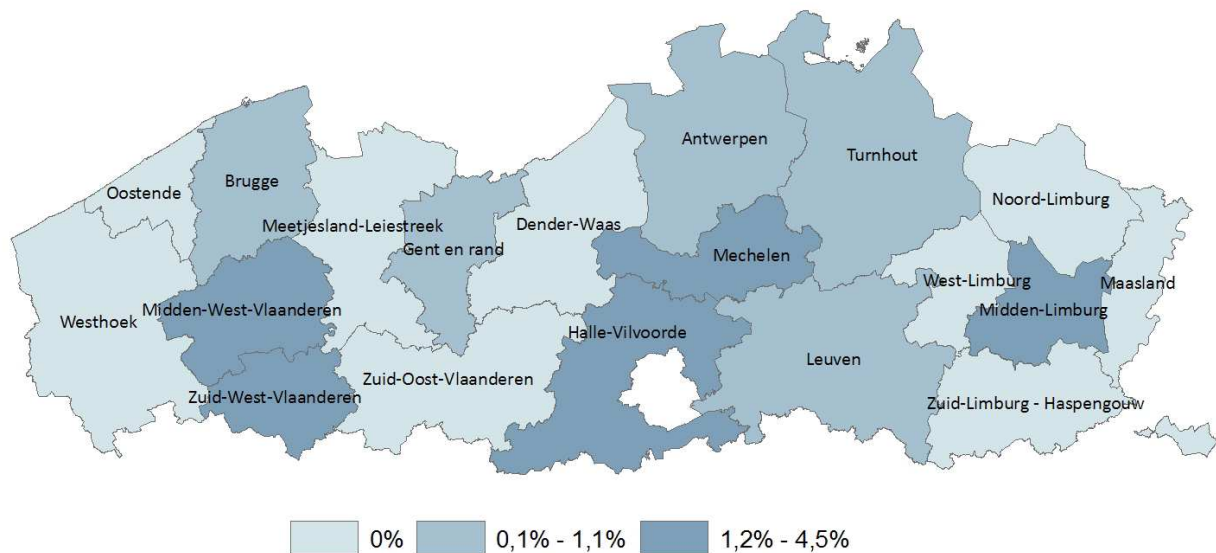 Antwerpen
Turnhout
Oostende
Brugge
Noord-Limburg
Meetjesland-Leiestreek
Dender-Waas
Gent en rand
Mechelen
West-Limburg
Maasland
Midden-West-Vlaanderen
Midden-Limburg
Westhoek
Halle-Vilvoorde
Leuven
Zuid-Oost-Vlaanderen
Zuid-West-Vlaanderen
Zuid-Limburg - Haspengouw
0% 0,1% - 1,1% 1,2% - 4,5%